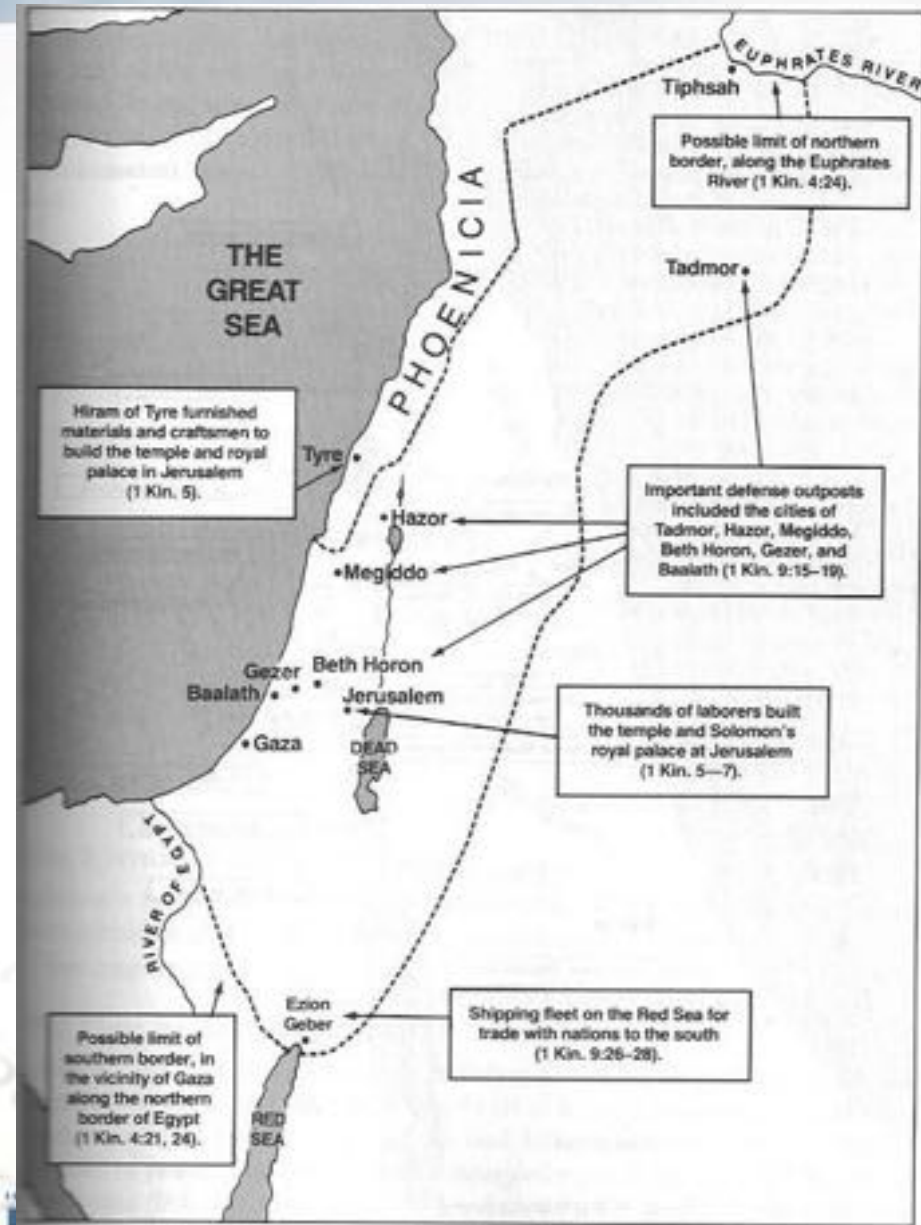 EUPHRATES RIVER
Tiphsah
Possible limit of northern
border, along the Euphrates
River (1 Kin. 4:24).
PHOENICIA
THE
GREAT
SEA
Tadmor
Hiram of Tyre furnished
materials and craftsmen to
build the temple and royal
palace in Jerusalem
(1 Kin. 5).
Tyre
Important defense outposts
included the cities of
Tadmor, Hazor, Megiddo,
Beth Horon, Gezer, and
Baalath (1 Kin. 9:15–19).
Hazor
Megiddo
Gezer
Beth Horon
Baalath
Jerusalem
Gaza
DEAD
SEA
Thousands of laborers built
the temple and Solomon's
royal palace at Jerusalem
(1 Kin. 5—7).
RIVER OF EGYPT
Ezion
Geber
Shipping fleet on the Red Sea for
trade with nations to the south
(1 Kin. 9:26–28).
Possible limit of
southern border, in
the vicinity of Gaza
along the northern
border of Egypt
(1 Kin. 4:21, 24).
RED
SEA